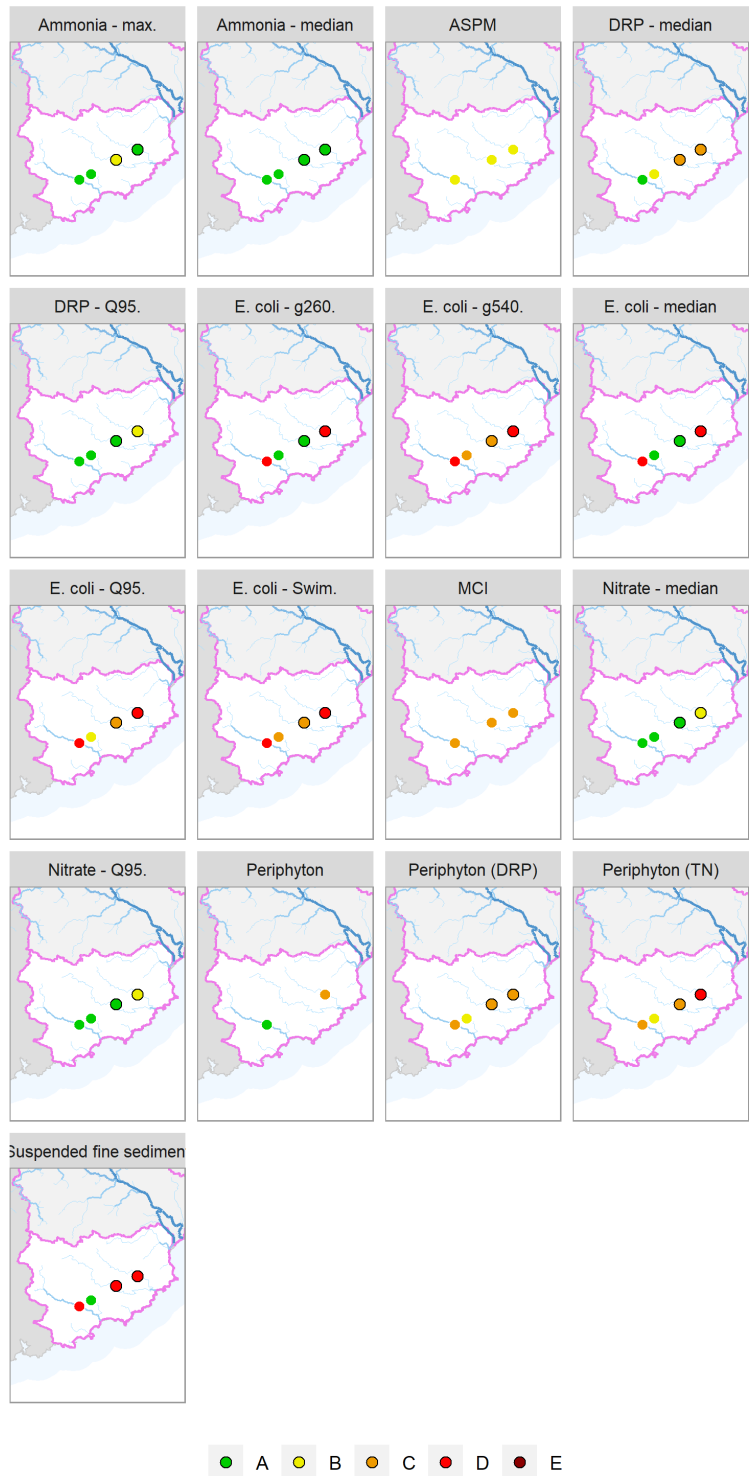 Ammonia - max.
Ammonia - median
ASPM
DRP - median
DRP - Q95.
E. coli - g260.
E. coli - g540.
E. coli - median
E. coli - Q95.
E. coli - Swim.
MCI
Nitrate - median
Nitrate - Q95.
Periphyton
Periphyton (DRP)
Periphyton (TN)
Suspended fine sedimen
A B C D E